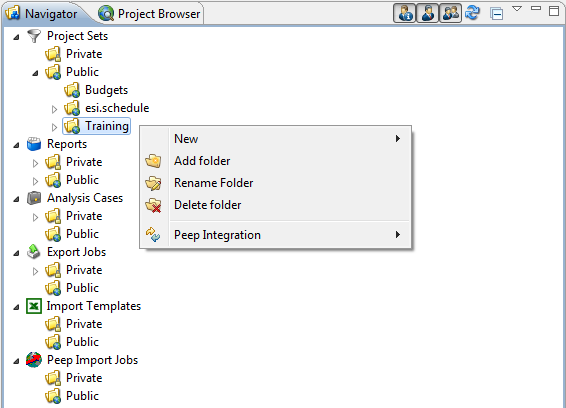 Navigator Project Browser
Project Sets
Private
Public
Budgets
esi.schedule
Training
New
Add folder
Rename Folder
Delete folder
Peep Integration
Reports
Private
Public
Analysis Cases
Private
Public
Export Jobs
Private
Public
Import Templates
Private
Public
Peep Import Jobs
Private
Public